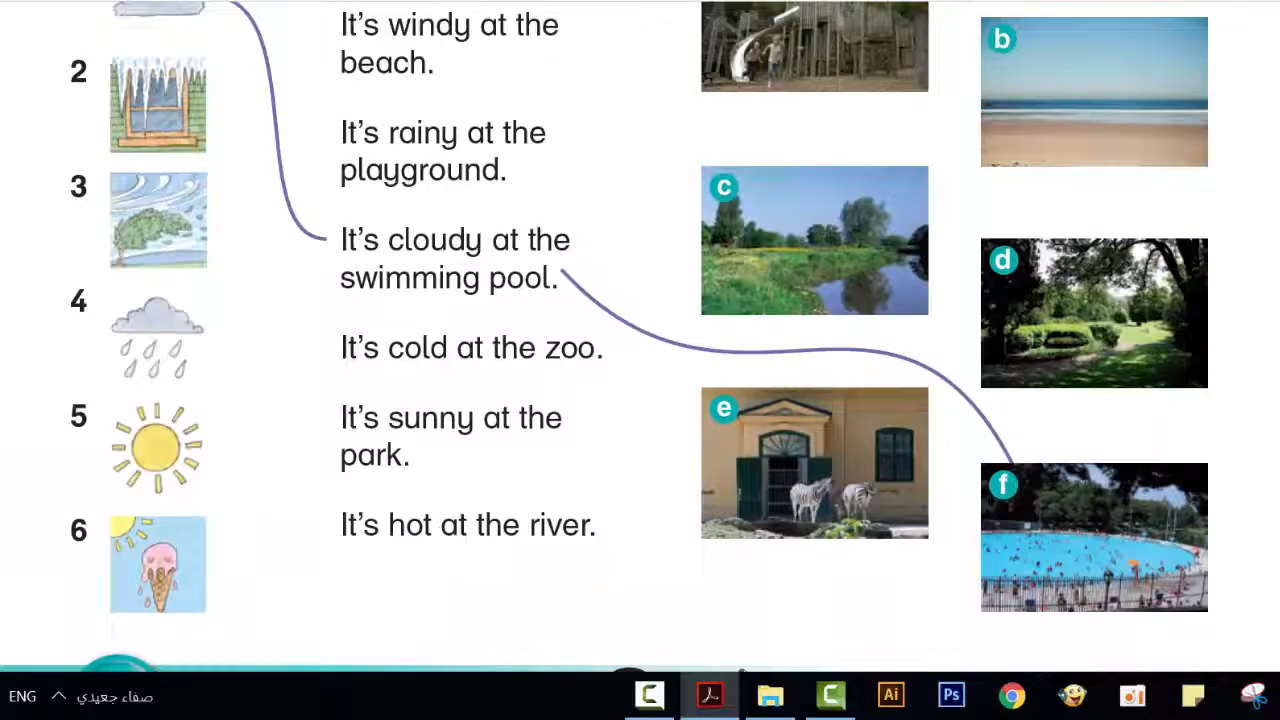 It's windy at the
beach.
b
2
It's rainy at the
playground.
3
c
It's cloudy at the
swimming pool.
d
4
It's cold at the zoo.
5
It's sunny at the
park.
e
f
6
It's hot at the river.
ENG
صفاء جعيدي
Ai
Ps